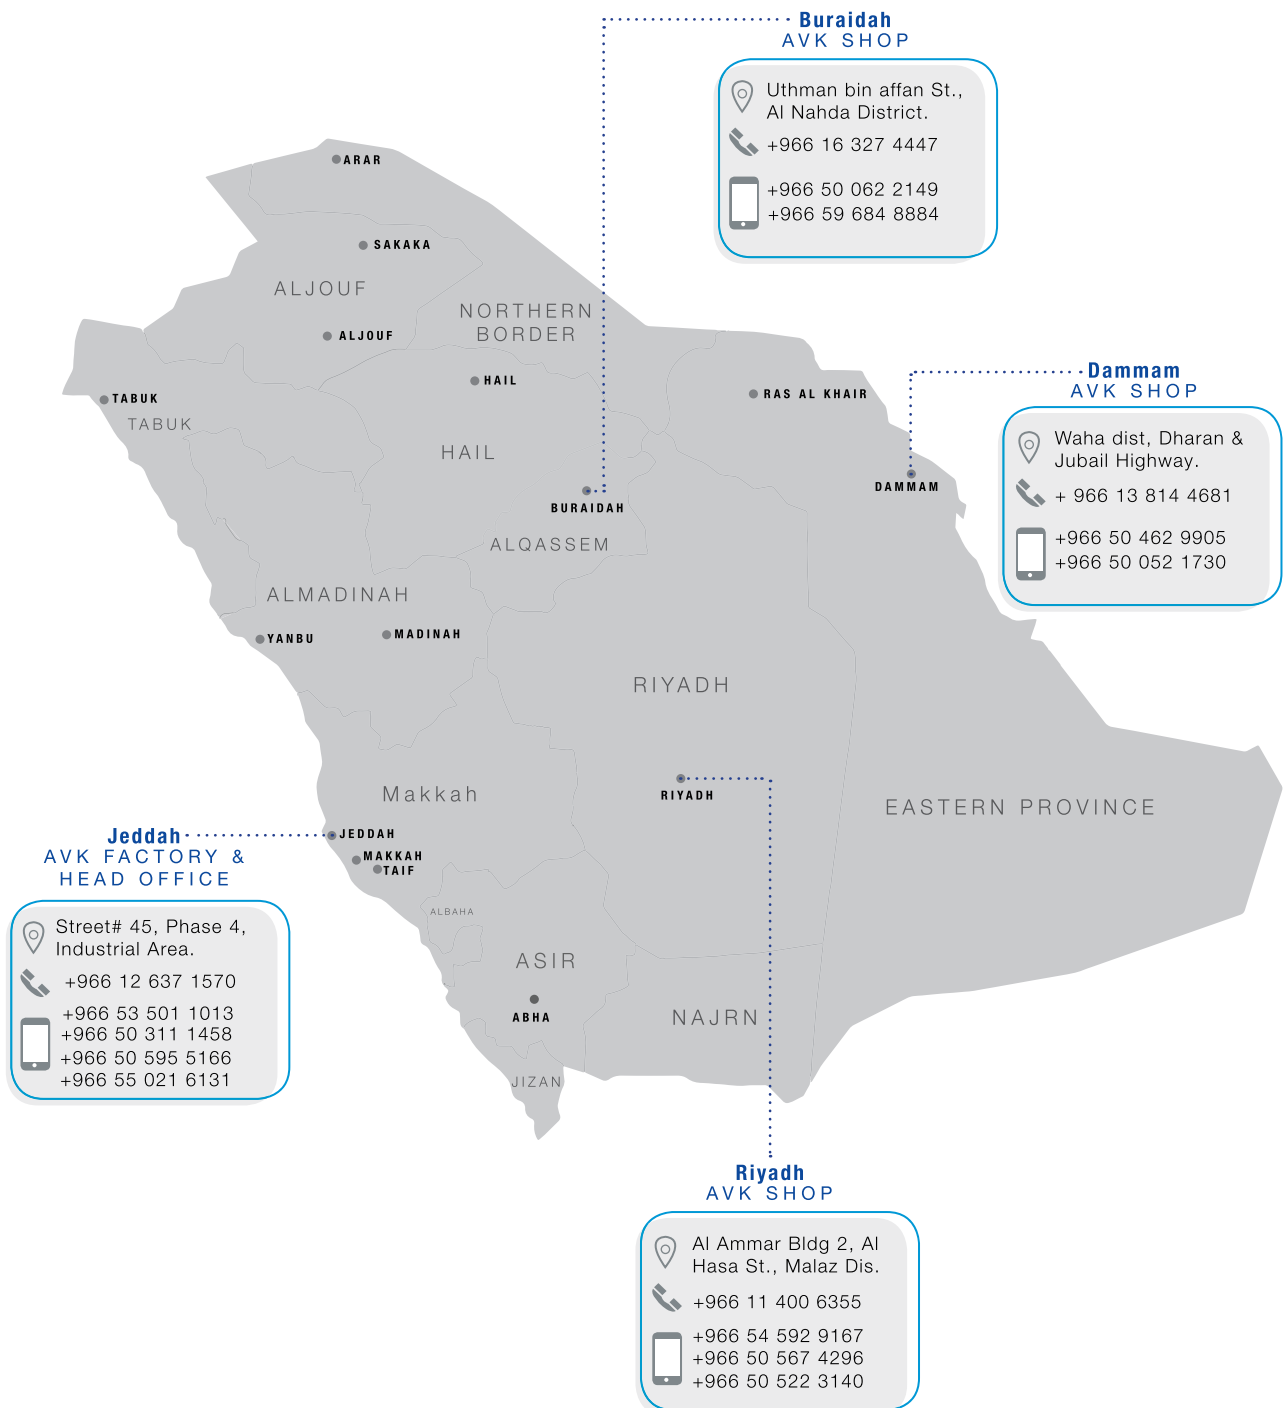 Buraidah
AVK SHOP
Uthman bin affan St.,
Al Nahda District.
+966 16 327 4447
+966 50 062 2149
+966 59 684 8884
ARAR
SAKAKA
ALJOUF
ALJOUF
NORTHERN
BORDER
HAIL
TABUK
TABUK
HAIL
RAS AL KHAIR
Dammam
AVK SHOP
Waha dist, Dharan &
Jubail Highway.
+ 966 13 814 4681
+966 50 462 9905
+966 50 052 1730
DAMMAM
BURAIDAH
ALQASSEM
ALMADINAH
YANBU
MADINAH
RIYADH
RIYADH
Makkah
EASTERN PROVINCE
JEDDAH
MAKKAH
TAIF
Jeddah
AVK FACTORY &
HEAD OFFICE
Street# 45, Phase 4,
Industrial Area.
+966 12 637 1570
+966 53 501 1013
+966 50 311 1458
+966 50 595 5166
+966 55 021 6131
ALBAHA
ASIR
ABHA
NAJRN
JIZAN
Riyadh
AVK SHOP
Al Ammar Bldg 2, Al
Hasa St., Malaz Dis.
+966 11 400 6355
+966 54 592 9167
+966 50 567 4296
+966 50 522 3140